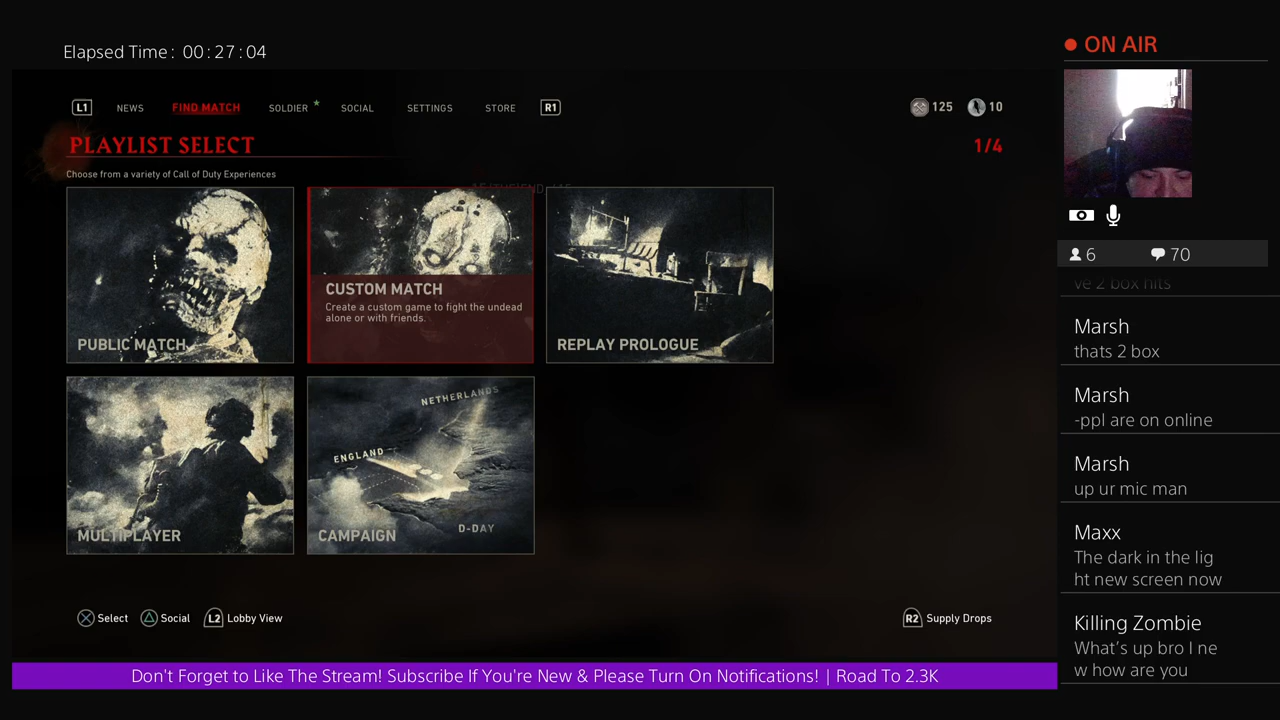 Elapsed Time: 00:27:04
ON AIR
L1 NEWS FIND MATCH SOLDIER * SOCIAL SETTINGS STORE R1
125 10
PLAYLIST SELECT
1/4
Choose from a variety of Call of Duty Experiences
PUBLIC MATCH
CUSTOM MATCH
Create a custom game to fight the undead
alone or with friends.
REPLAY PROLOGUE
MULTIPLAYER
NETHERLANDS
ENGLAND
D-DAY
CAMPAIGN
Select Social L2 Lobby View
R2 Supply Drops
Don't Forget to Like The Stream! Subscribe If You're New & Please Turn On Notifications! | Road To 2.3K
6 70
ve 2 box hits
Marsh
thats 2 box
Marsh
-ppl are on online
Marsh
up ur mic man
Maxx
The dark in the lig
ht new screen now
Killing Zombie
What's up bro I ne
w how are you